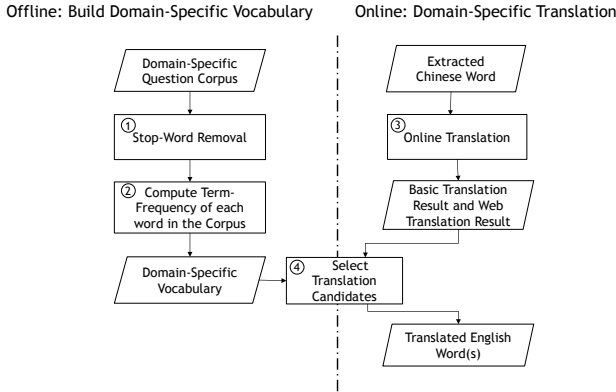 Offline: Build Domain-Specific Vocabulary
Online: Domain-Specific Translation
Domain-Specific
Question Corpus
1
Stop-Word Removal
2
Compute Term-
Frequency of each
word in the Corpus
Domain-Specific
Vocabulary
Extracted
Chinese Word
3
Online Translation
Basic Translation
Result and Web
Translation Result
4
Select
Translation
Candidates
Translated English
Word(s)